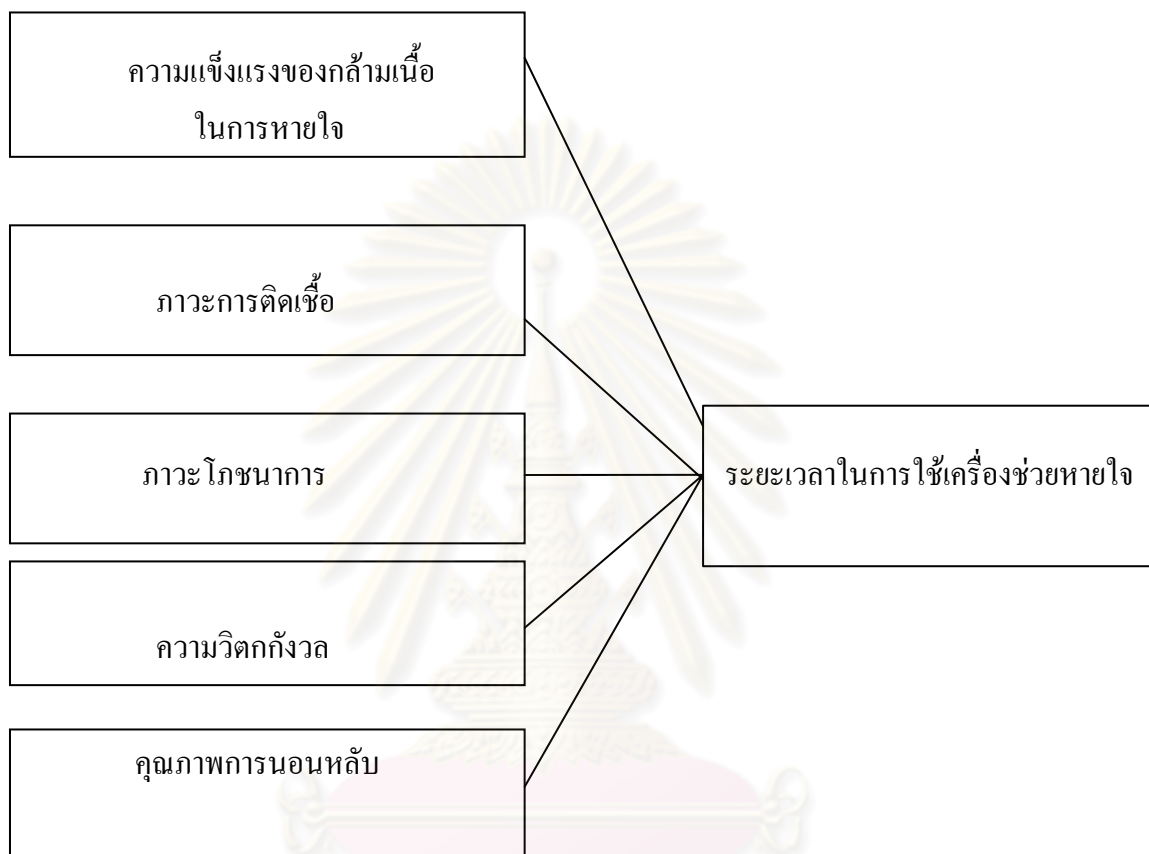 ความแข็งแรงของกล้ามเนื้อ
ในการหายใจ
ภาวะการติดเชื้อ
ภาวะโภชนาการ
ระยะเวลาในการใช้เครื่องช่วยหายใจ
ความวิตกกังวล
คุณภาพการนอนหลับ